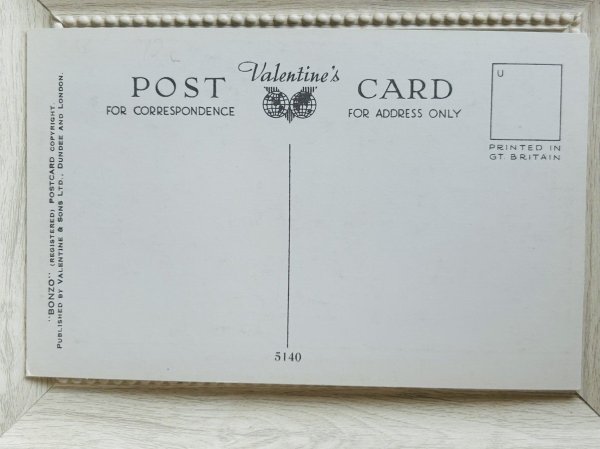 Valentine's
POST CARD
FOR CORRESPONDENCE FOR ADDRESS ONLY
U
PRINTED IN
GT. BRITAIN
"BONZO" (REGISTERED) POSTCARD COPYRIGHT.
PUBLISHED BY VALENTINE & SONS LTD., DUNDEE AND LONDON.
5140